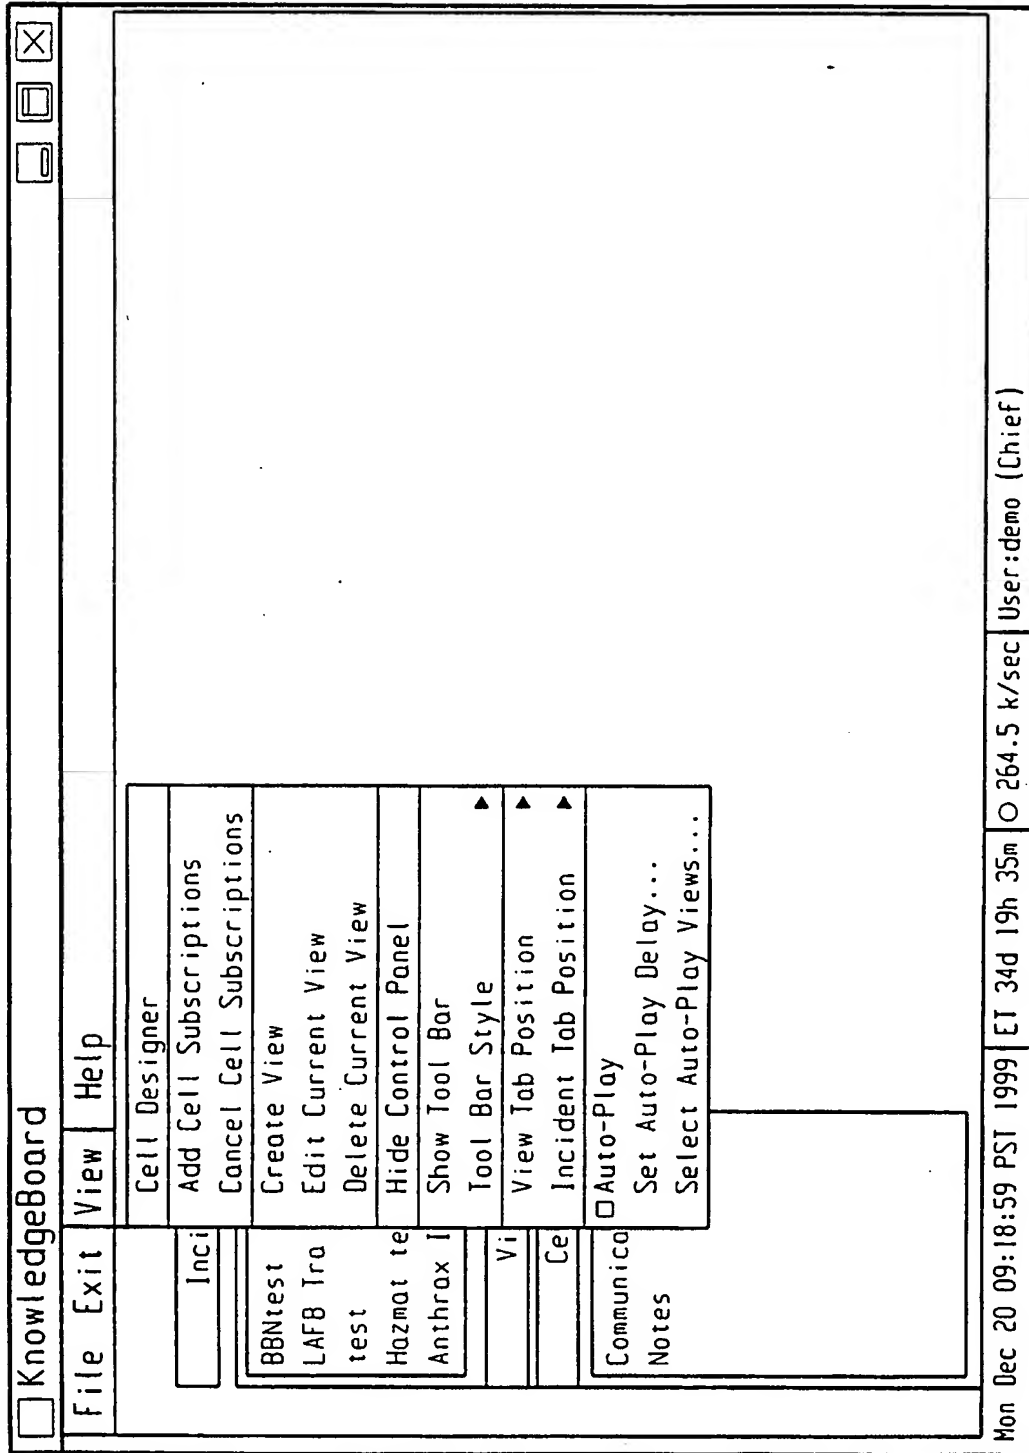 KnowledgeBoard
File Exit View Help
Cell Designer
Add Cell Subscriptions
Cancel Cell Subscriptions
Create View
Edit Current View
Delete Current View
Hide Control Panel
Show Tool Bar
Tool Bar Style
View Tab Position
Incident Tab Position
Auto-Play
Set Auto-Play Delay...
Select Auto-Play Views...
Inci
BBNtest
LAFB Tra
test
Hazmat te
Anthrax I
Vi
Ce
Communica
Notes
Mon Dec 20 09:18:59 PST 1999 ET 34d 19h 35m 264.5 k/sec User:demo (Chief)